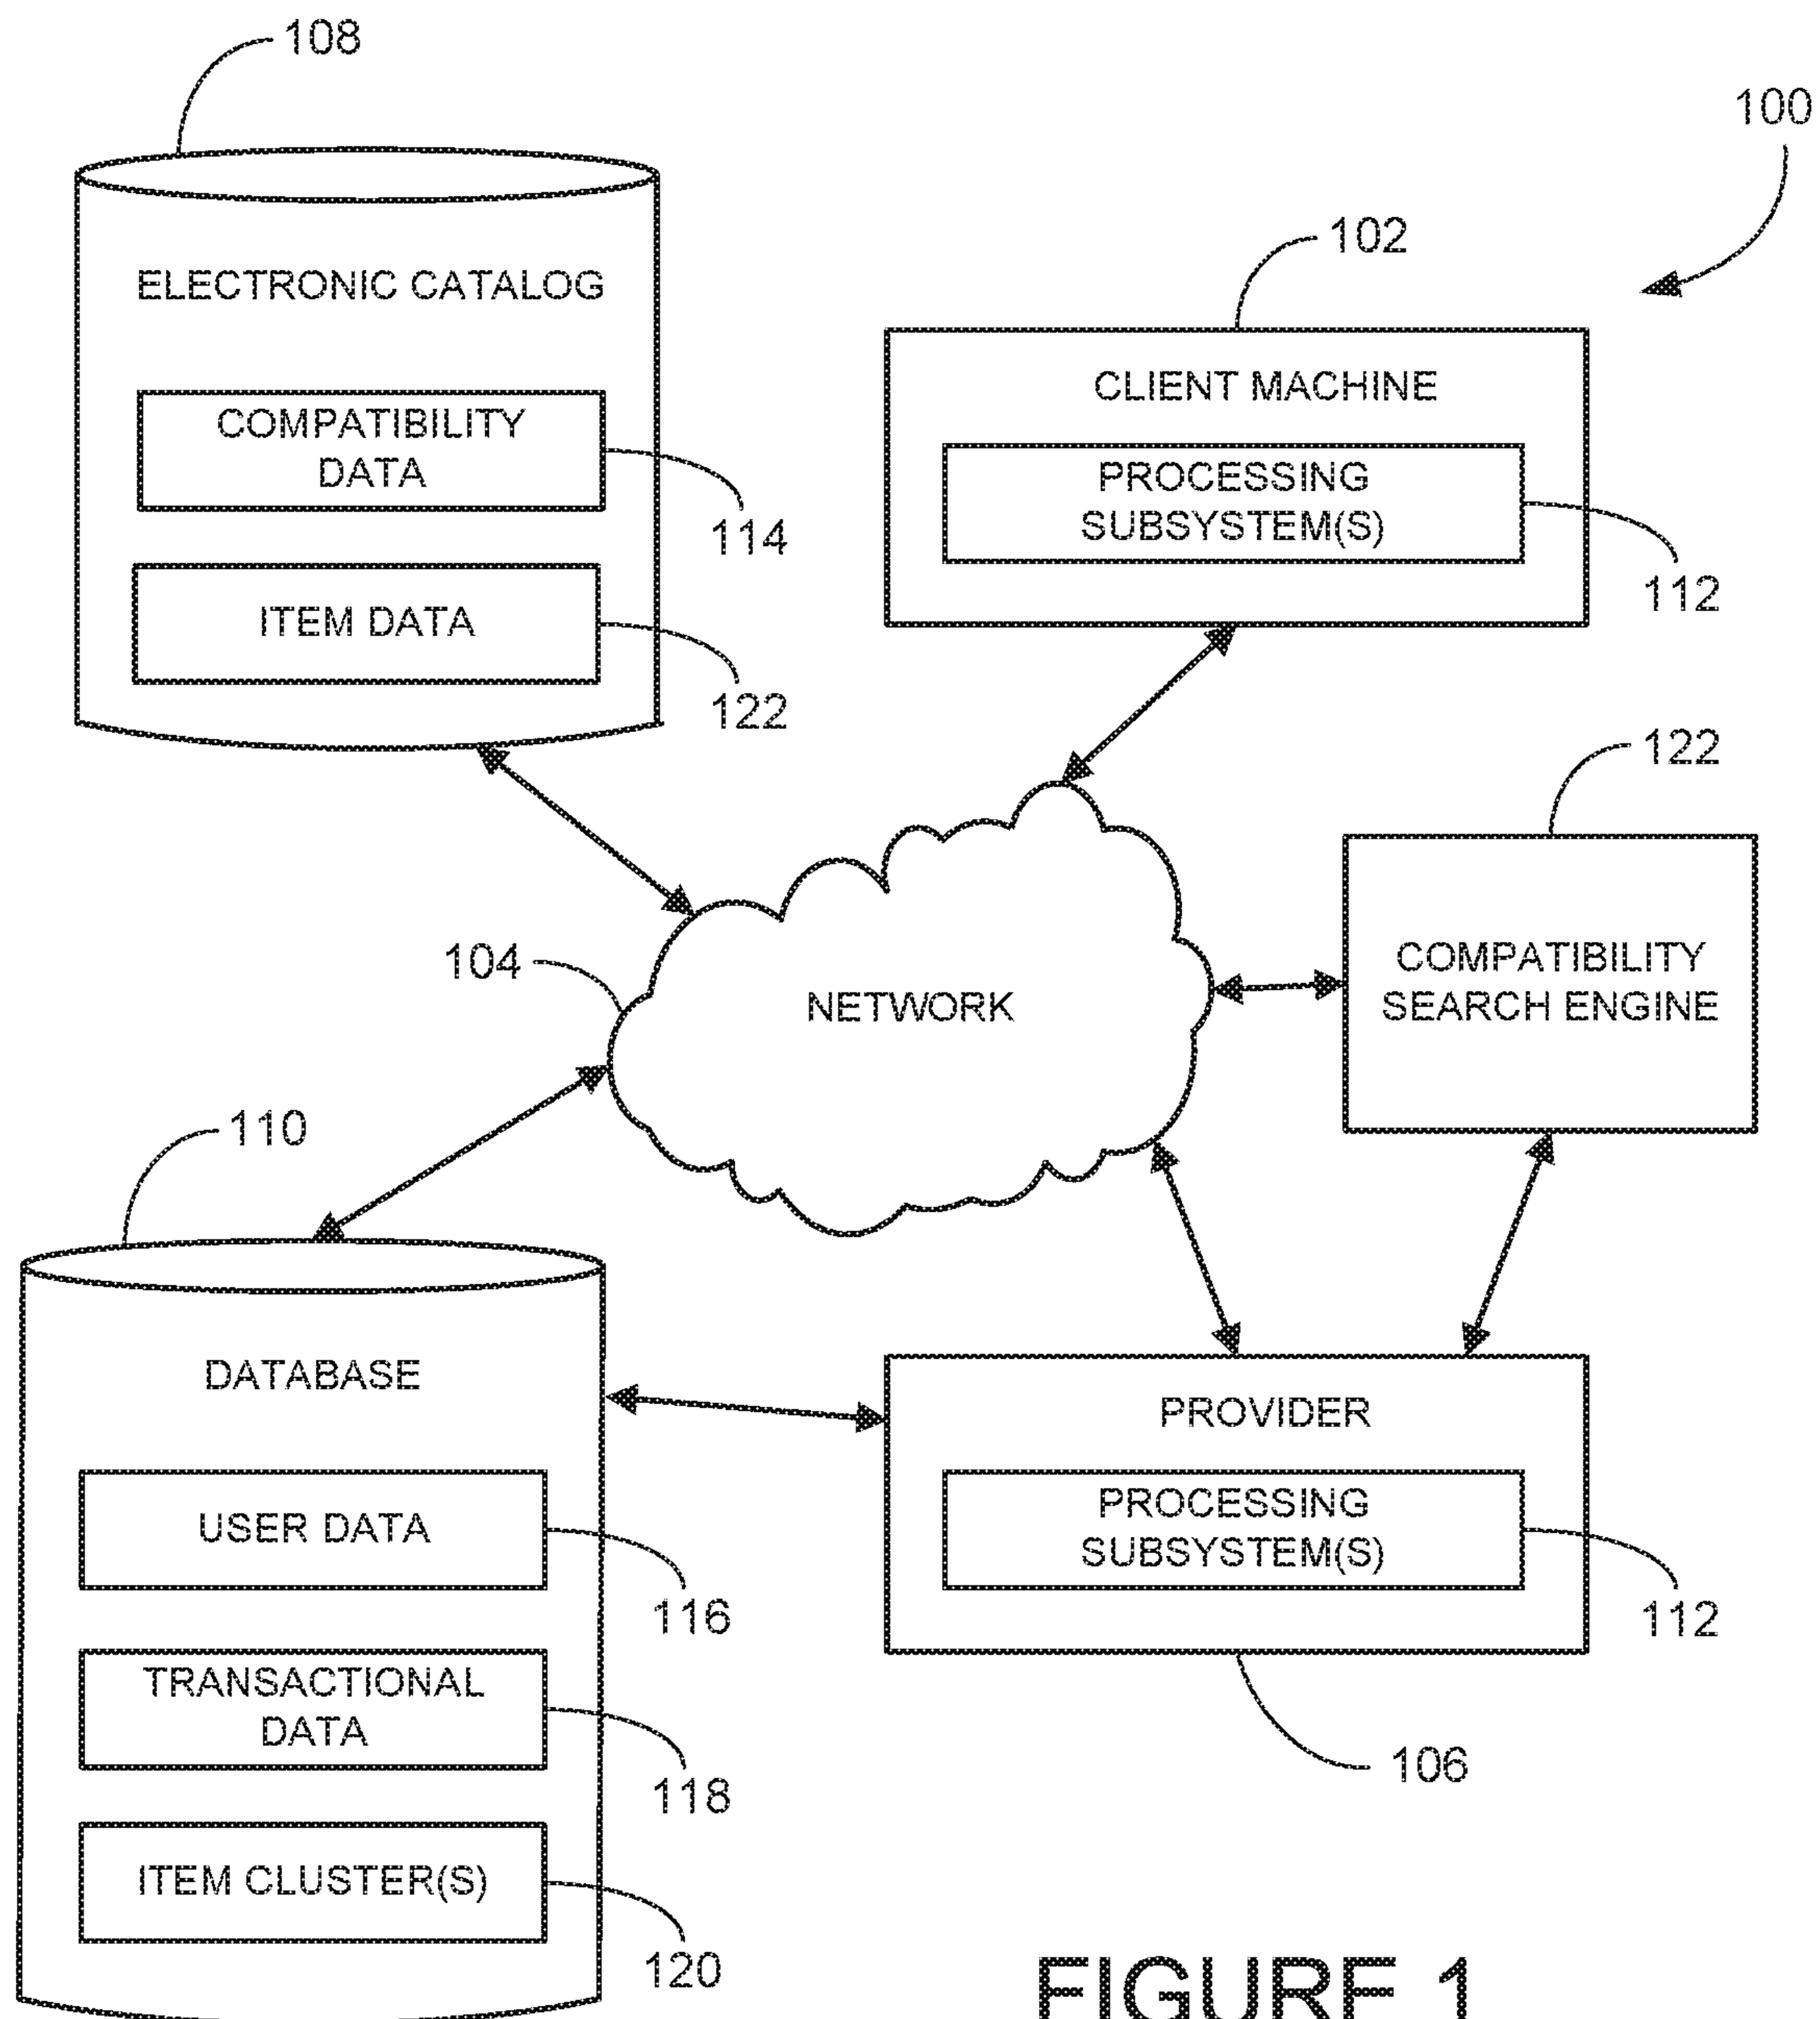 108
100
102
ELECTRONIC CATALOG
CLIENT MACHINE
COMPATIBILITY
DATA
114
PROCESSING
SUBSYSTEM(S)
112
ITEM DATA
122
122
104
NETWORK
COMPATIBILITY
SEARCH ENGINE
110
DATABASE
PROVIDER
USER DATA
116
PROCESSING
SUBSYSTEM(S)
112
TRANSACTIONAL
DATA
118
106
ITEM CLUSTER(S)
120
FIGURE 1